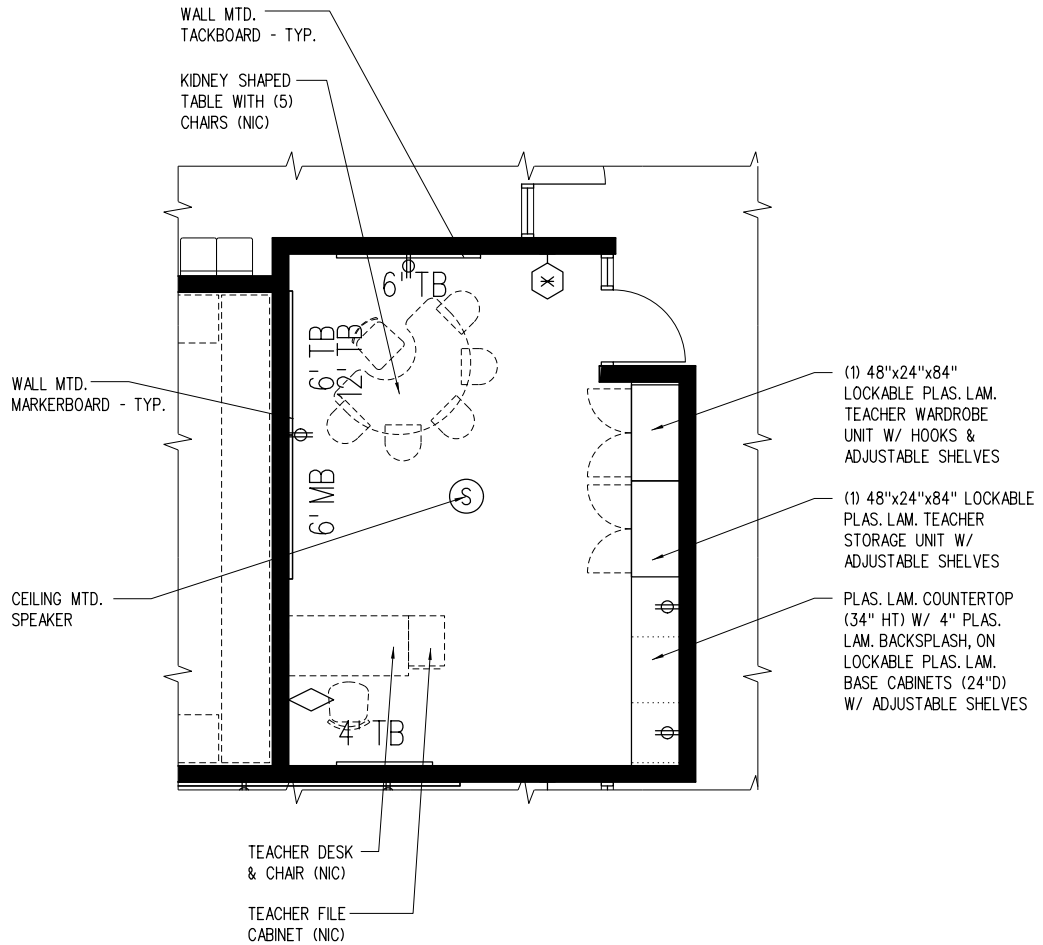 WALL MTD.
TACKBOARD - TYP.
KIDNEY SHAPED
TABLE WITH (5)
CHAIRS (NIC)
6' TB
6' TB
12' TB
WALL MTD.
MARKERBOARD - TYP.
6' MB
S
CEILING MTD.
SPEAKER
4' TB
(1) 48"x24"x84"
LOCKABLE PLAS. LAM.
TEACHER WARDROBE
UNIT W/ HOOKS &
ADJUSTABLE SHELVES
(1) 48"x24"x84" LOCKABLE
PLAS. LAM. TEACHER
STORAGE UNIT W/
ADJUSTABLE SHELVES
PLAS. LAM. COUNTERTOP
(34" HT) W/ 4" PLAS.
LAM. BACKSPLASH, ON
LOCKABLE PLAS. LAM.
BASE CABINETS (24"D)
W/ ADJUSTABLE SHELVES
TEACHER DESK
& CHAIR (NIC)
TEACHER FILE
CABINET (NIC)